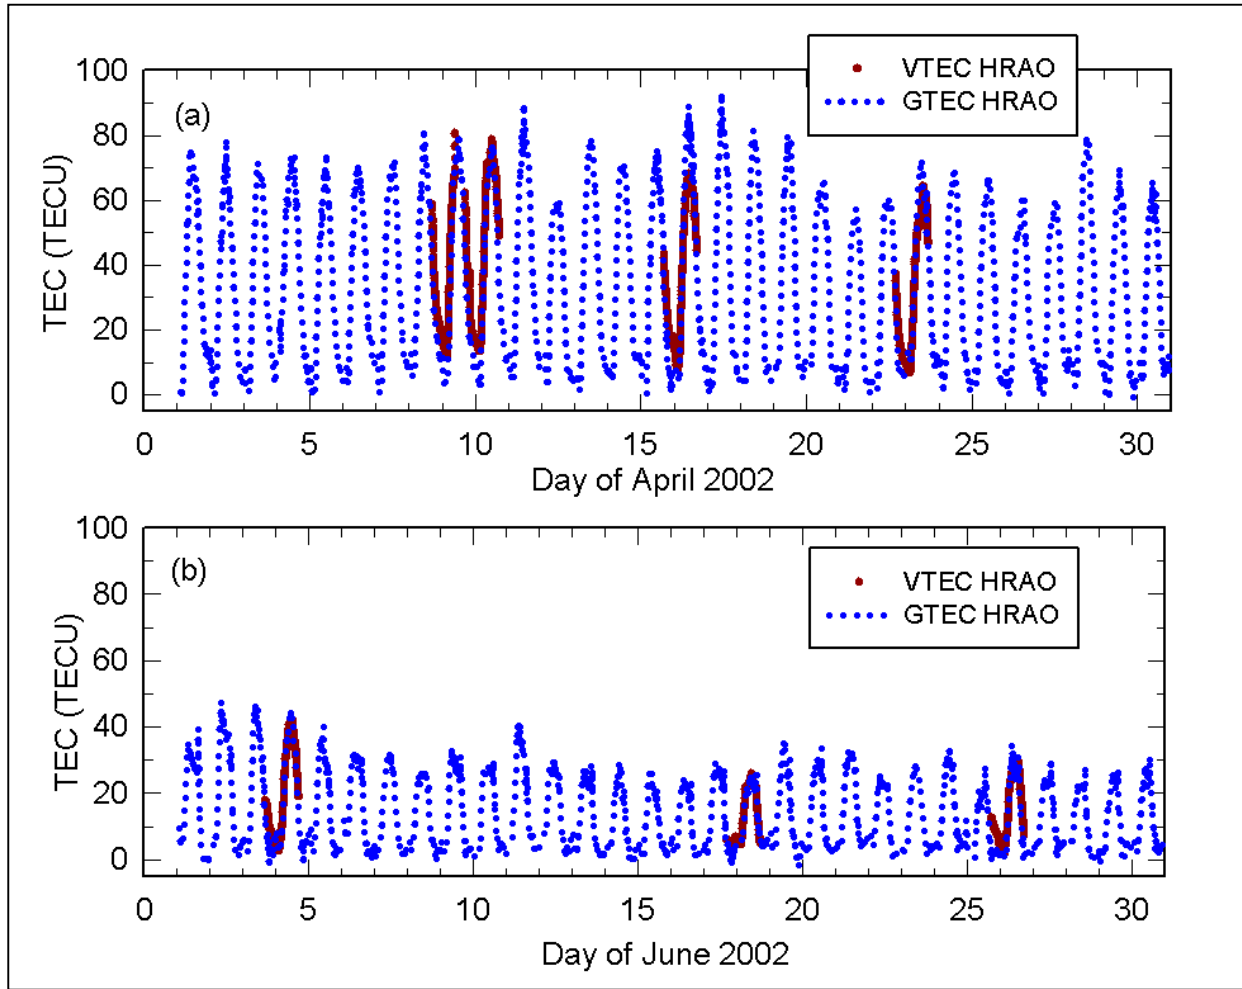 VTEC HRAO
GTEC HRAO
(a)
100
80
60
40
20
0
TEC (TECU)
0 5 10 15 20 25 30
Day of April 2002
(b)
VTEC HRAO
GTEC HRAO
100
80
60
40
20
0
TEC (TECU)
0 5 10 15 20 25 30
Day of June 2002